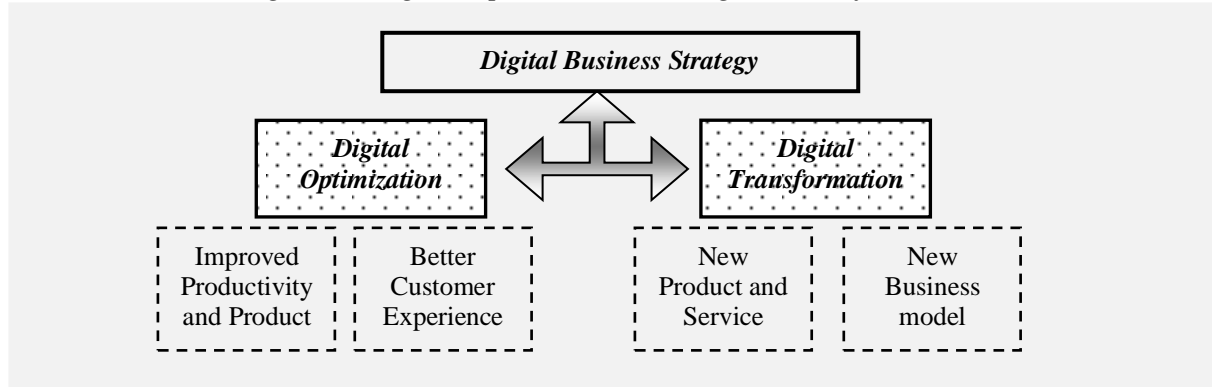 Digital Business Strategy
Digital
Optimization
Digital
Transformation
Improved
Productivity
and Product
Better
Customer
Experience
New
Product and
Service
New
Business
model